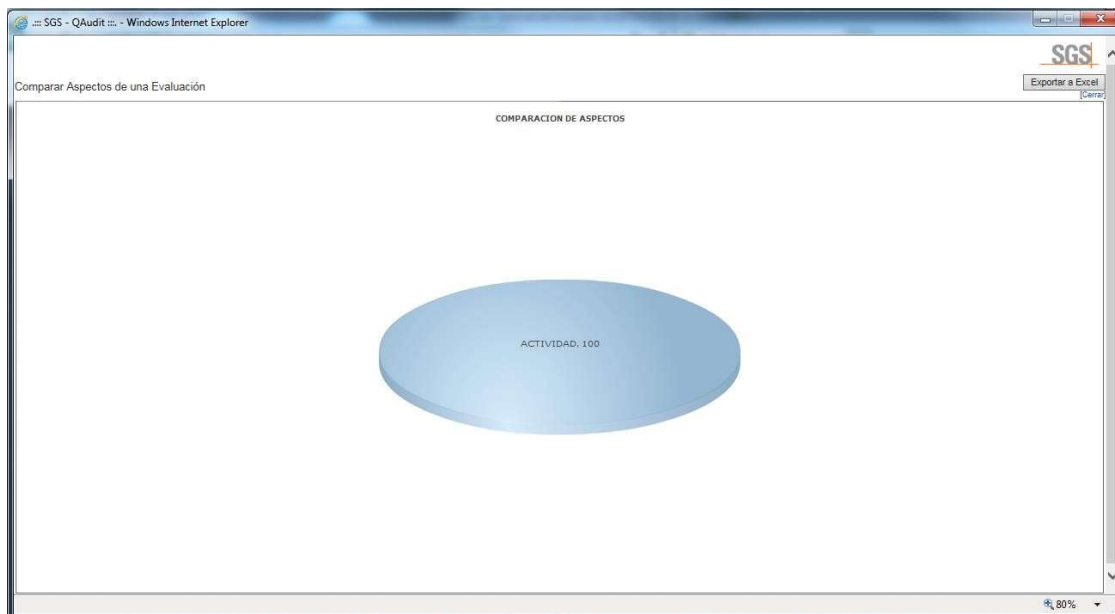 .::: SGS - QAudit :::. - Windows Internet Explorer
SGS
Comparar Aspectos de una Evaluación
Exportar a Excel
[Cerrar]
COMPARACION DE ASPECTOS
ACTIVIDAD, 100
80%